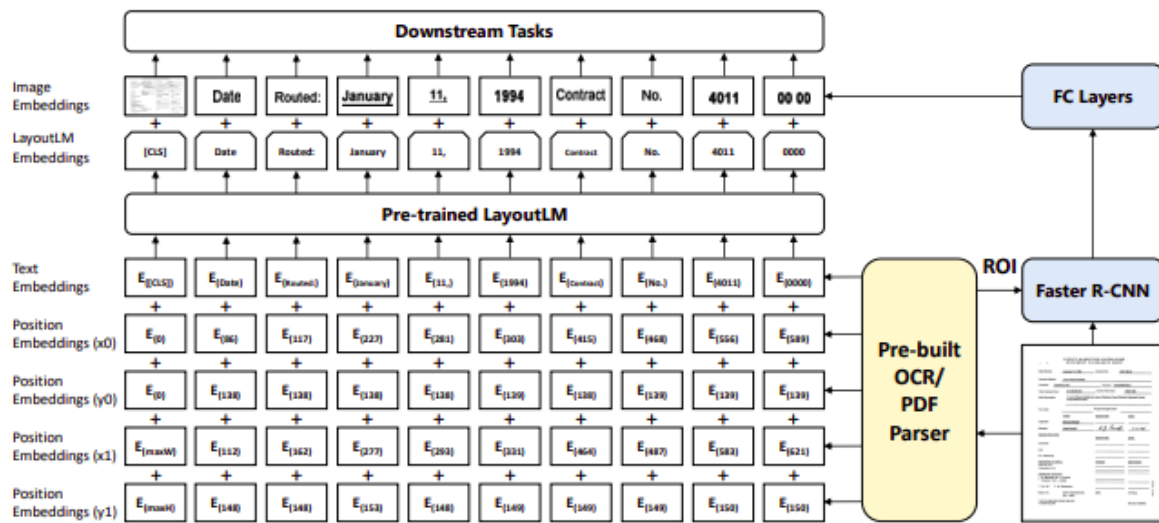 Downstream Tasks
Image Embeddings
Date Routed: January 11, 1994 Contract No. 4011 00 00
FC Layers
+ + + + + + + + + +
LayoutLM Embeddings
[CLS] Date Routed: January 11, 1994 Contract No. 4011 0000
Pre-trained LayoutLM
Text Embeddings
E([CLS]) E(Date) E(Routed:) E(January) E(11,) E(1994) E(Contract) E(No.) E(4011) E(0000)
ROI
Faster R-CNN
+ + + + + + + + + +
Position Embeddings (x0)
E(0) E(86) E(117) E(227) E(281) E(303) E(415) E(468) E(556) E(589)
+ + + + + + + + + +
Pre-built OCR/ PDF Parser
Position Embeddings (y0)
E(0) E(138) E(138) E(138) E(138) E(139) E(138) E(139) E(139) E(139)
+ + + + + + + + + +
Position Embeddings (x1)
E(maxW) E(112) E(162) E(277) E(293) E(331) E(464) E(487) E(583) E(621)
+ + + + + + + + + +
Position Embeddings (y1)
E(maxH) E(148) E(148) E(153) E(148) E(149) E(149) E(149) E(150) E(150)